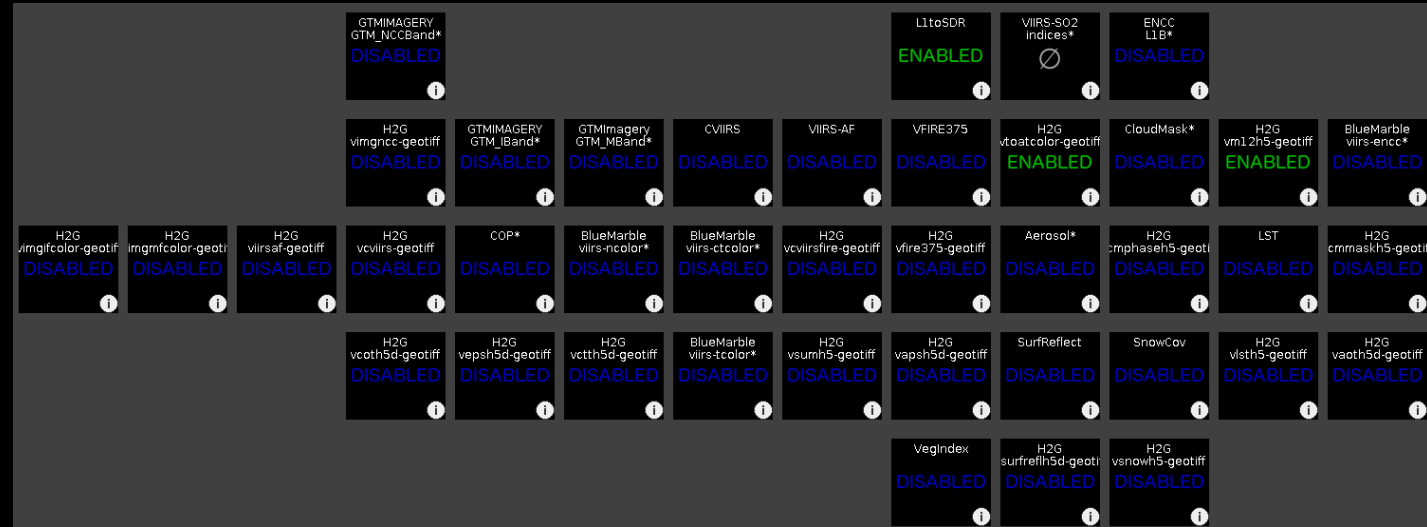 GTMIMAGERY
GTM_NCCBand*
DISABLED
L1toSDR
ENABLED
VIIRS-SO2
indices*
∅
ENCC
L1B*
DISABLED
H2G
vimgncc-geotiff
DISABLED
GTMIMAGERY
GTM_IBand*
DISABLED
GTMImagery
GTM_MBand*
DISABLED
CVIIRS
DISABLED
VIIRS-AF
DISABLED
VFIRE375
DISABLED
H2G
vtoatcolor-geotiff
ENABLED
CloudMask*
DISABLED
H2G
vm12h5-geotiff
ENABLED
BlueMarble
viirs-encc*
DISABLED
H2G
vimgifcolor-geotiff
DISABLED
H2G
imgmfcolor-geoti
DISABLED
H2G
viirsaf-geotiff
DISABLED
H2G
vcviirs-geotiff
DISABLED
COP*
DISABLED
BlueMarble
viirs-ncolor*
DISABLED
BlueMarble
viirs-ctcolor*
DISABLED
H2G
vcviirsfire-geotiff
DISABLED
H2G
vfire375-geotiff
DISABLED
Aerosol*
DISABLED
H2G
cmphaseh5-geoti
DISABLED
LST
DISABLED
H2G
cmmaskh5-geotif
DISABLED
H2G
vcoth5d-geotiff
DISABLED
H2G
vepsh5d-geotiff
DISABLED
H2G
vctth5d-geotiff
DISABLED
BlueMarble
viirs-tcolor*
DISABLED
H2G
vsumh5-geotiff
DISABLED
H2G
vapsh5d-geotiff
DISABLED
SurfReflect
DISABLED
SnowCov
DISABLED
H2G
vlsth5-geotiff
DISABLED
H2G
vaoth5d-geotiff
DISABLED
VegIndex
DISABLED
H2G
surfreflh5d-geoti
DISABLED
H2G
vsnowh5-geotiff
DISABLED